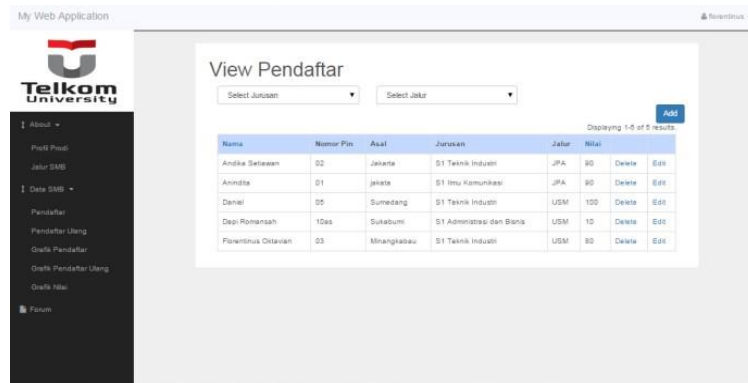 My Web Application
florentinus
Telkom
University
About
Profil Prodi
Jalur SMB
Data SMB
Pendaftar
Pendaftar Ulang
Grafik Pendaftar
Grafik Pendaftar Ulang
Grafik Nilai
Forum
View Pendaftar
Select Jurusan Select Jalur
Add
Displaying 1-5 of 5 results.
Nama Nomor Pin Asal Jurusan Jalur Nilai
Andika Setiawan 02 Jakarta S1 Teknik Industri JPA 80 Delete Edit
Anindita 01 jakata S1 Ilmu Komunikasi JPA 80 Delete Edit
Daniel 05 Sumedang S1 Teknik Industri USM 100 Delete Edit
Depi Romansah 10as Sukabumi S1 Administrasi dan Bisnis USM 10 Delete Edit
Florentinus Oktavian 03 Minangkabau S1 Teknik Industri USM 80 Delete Edit